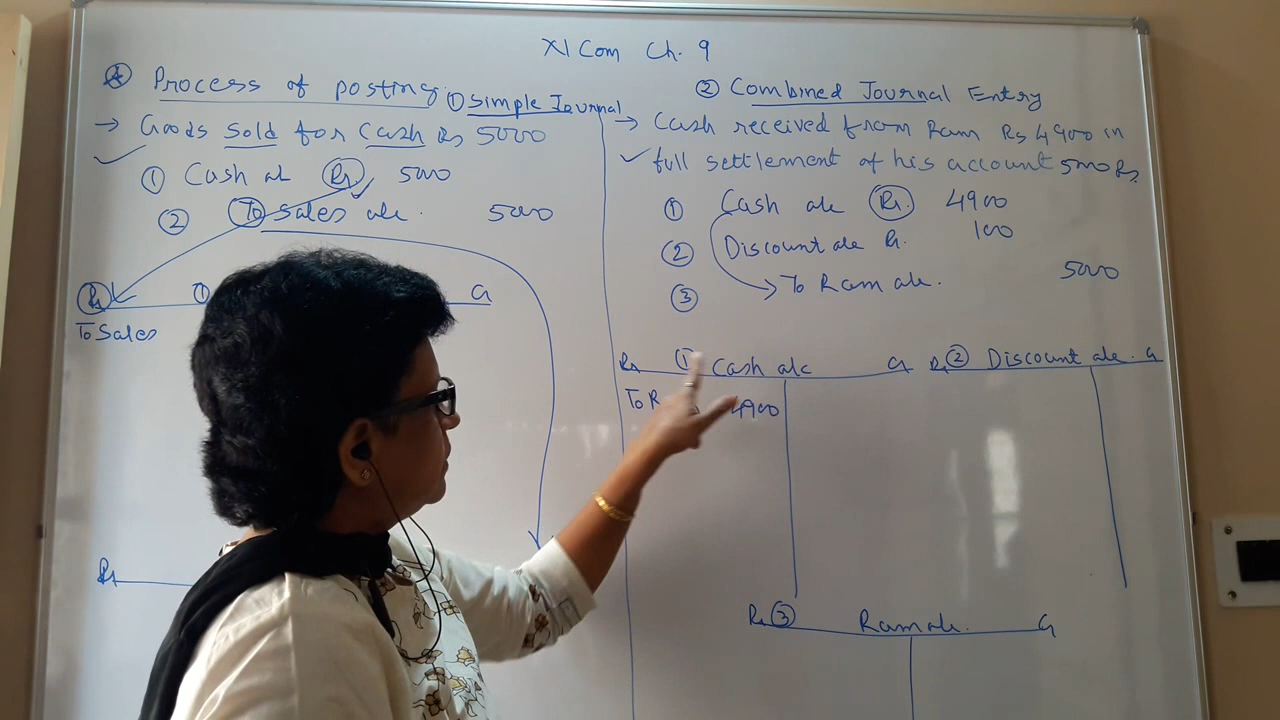 XI Com Ch. 9
A Process of posting ① Simple Journal
→ Goods sold for cash Rs 5000
① Cash a/c Dr 5000
② To Sales a/c. 5000
Dr ① Cr
To Sales
Dr
② Combined Journal Entry
→ Cash received from Ram Rs 4900 in
full settlement of his account 5000 Rs.
① Cash a/c Dr. 4900
② Discount a/c Dr. 100
③ To Ram a/c. 5000
Dr ① Cash a/c Cr
To R 4900
Dr ② Discount a/c. Cr
Dr ③ Ram a/c. Cr